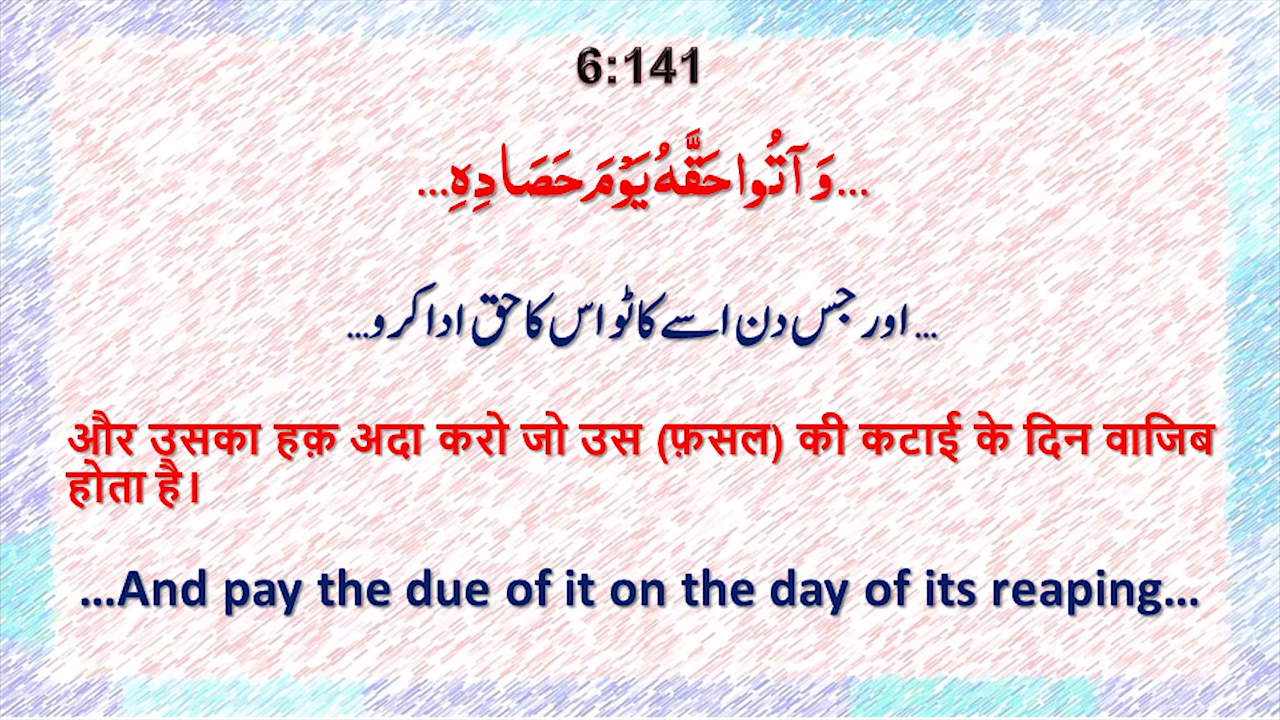 6:141
...وَ آتُوا حَقَّهُ يَوْمَ حَصَادِهِ...
... اور جس دن اسے کاٹو اس کا حق ادا کرو...
और उसका हक़ अदा करो जो उस (फ़सल) की कटाई के दिन वाजिब
होता है।
...And pay the due of it on the day of its reaping...